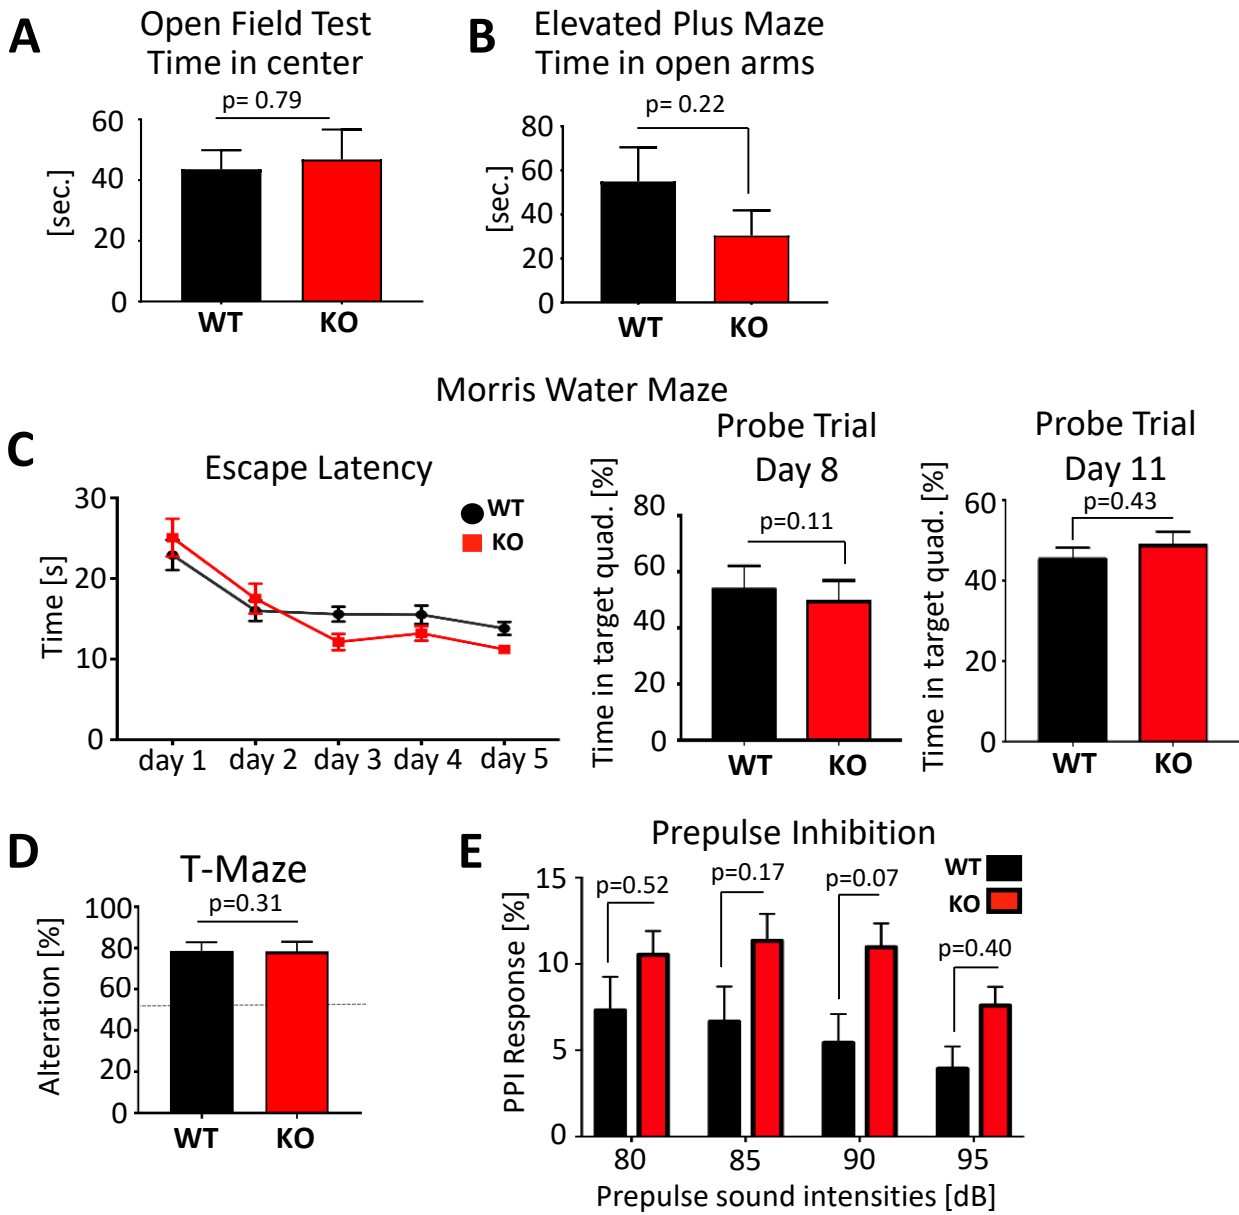 A
Open Field Test
Time in center
p= 0.79
[sec.]
60
40
20
0
WT
KO
B
Elevated Plus Maze
Time in open arms
p= 0.22
[sec.]
80
60
40
20
0
WT
KO
Morris Water Maze
C
Escape Latency
WT
KO
Time [s]
30
20
10
0
day 1
day 2
day 3
day 4
day 5
Probe Trial
Day 8
p=0.11
Time in target quad. [%]
80
60
40
20
0
WT
KO
Probe Trial
Day 11
p=0.43
Time in target quad. [%]
60
40
20
0
WT
KO
D
T-Maze
p=0.31
Alteration [%]
100
80
60
40
20
0
WT
KO
E
Prepulse Inhibition
WT
KO
p=0.52
p=0.17
p=0.07
p=0.40
PPI Response [%]
15
10
5
0
80
85
90
95
Prepulse sound intensities [dB]